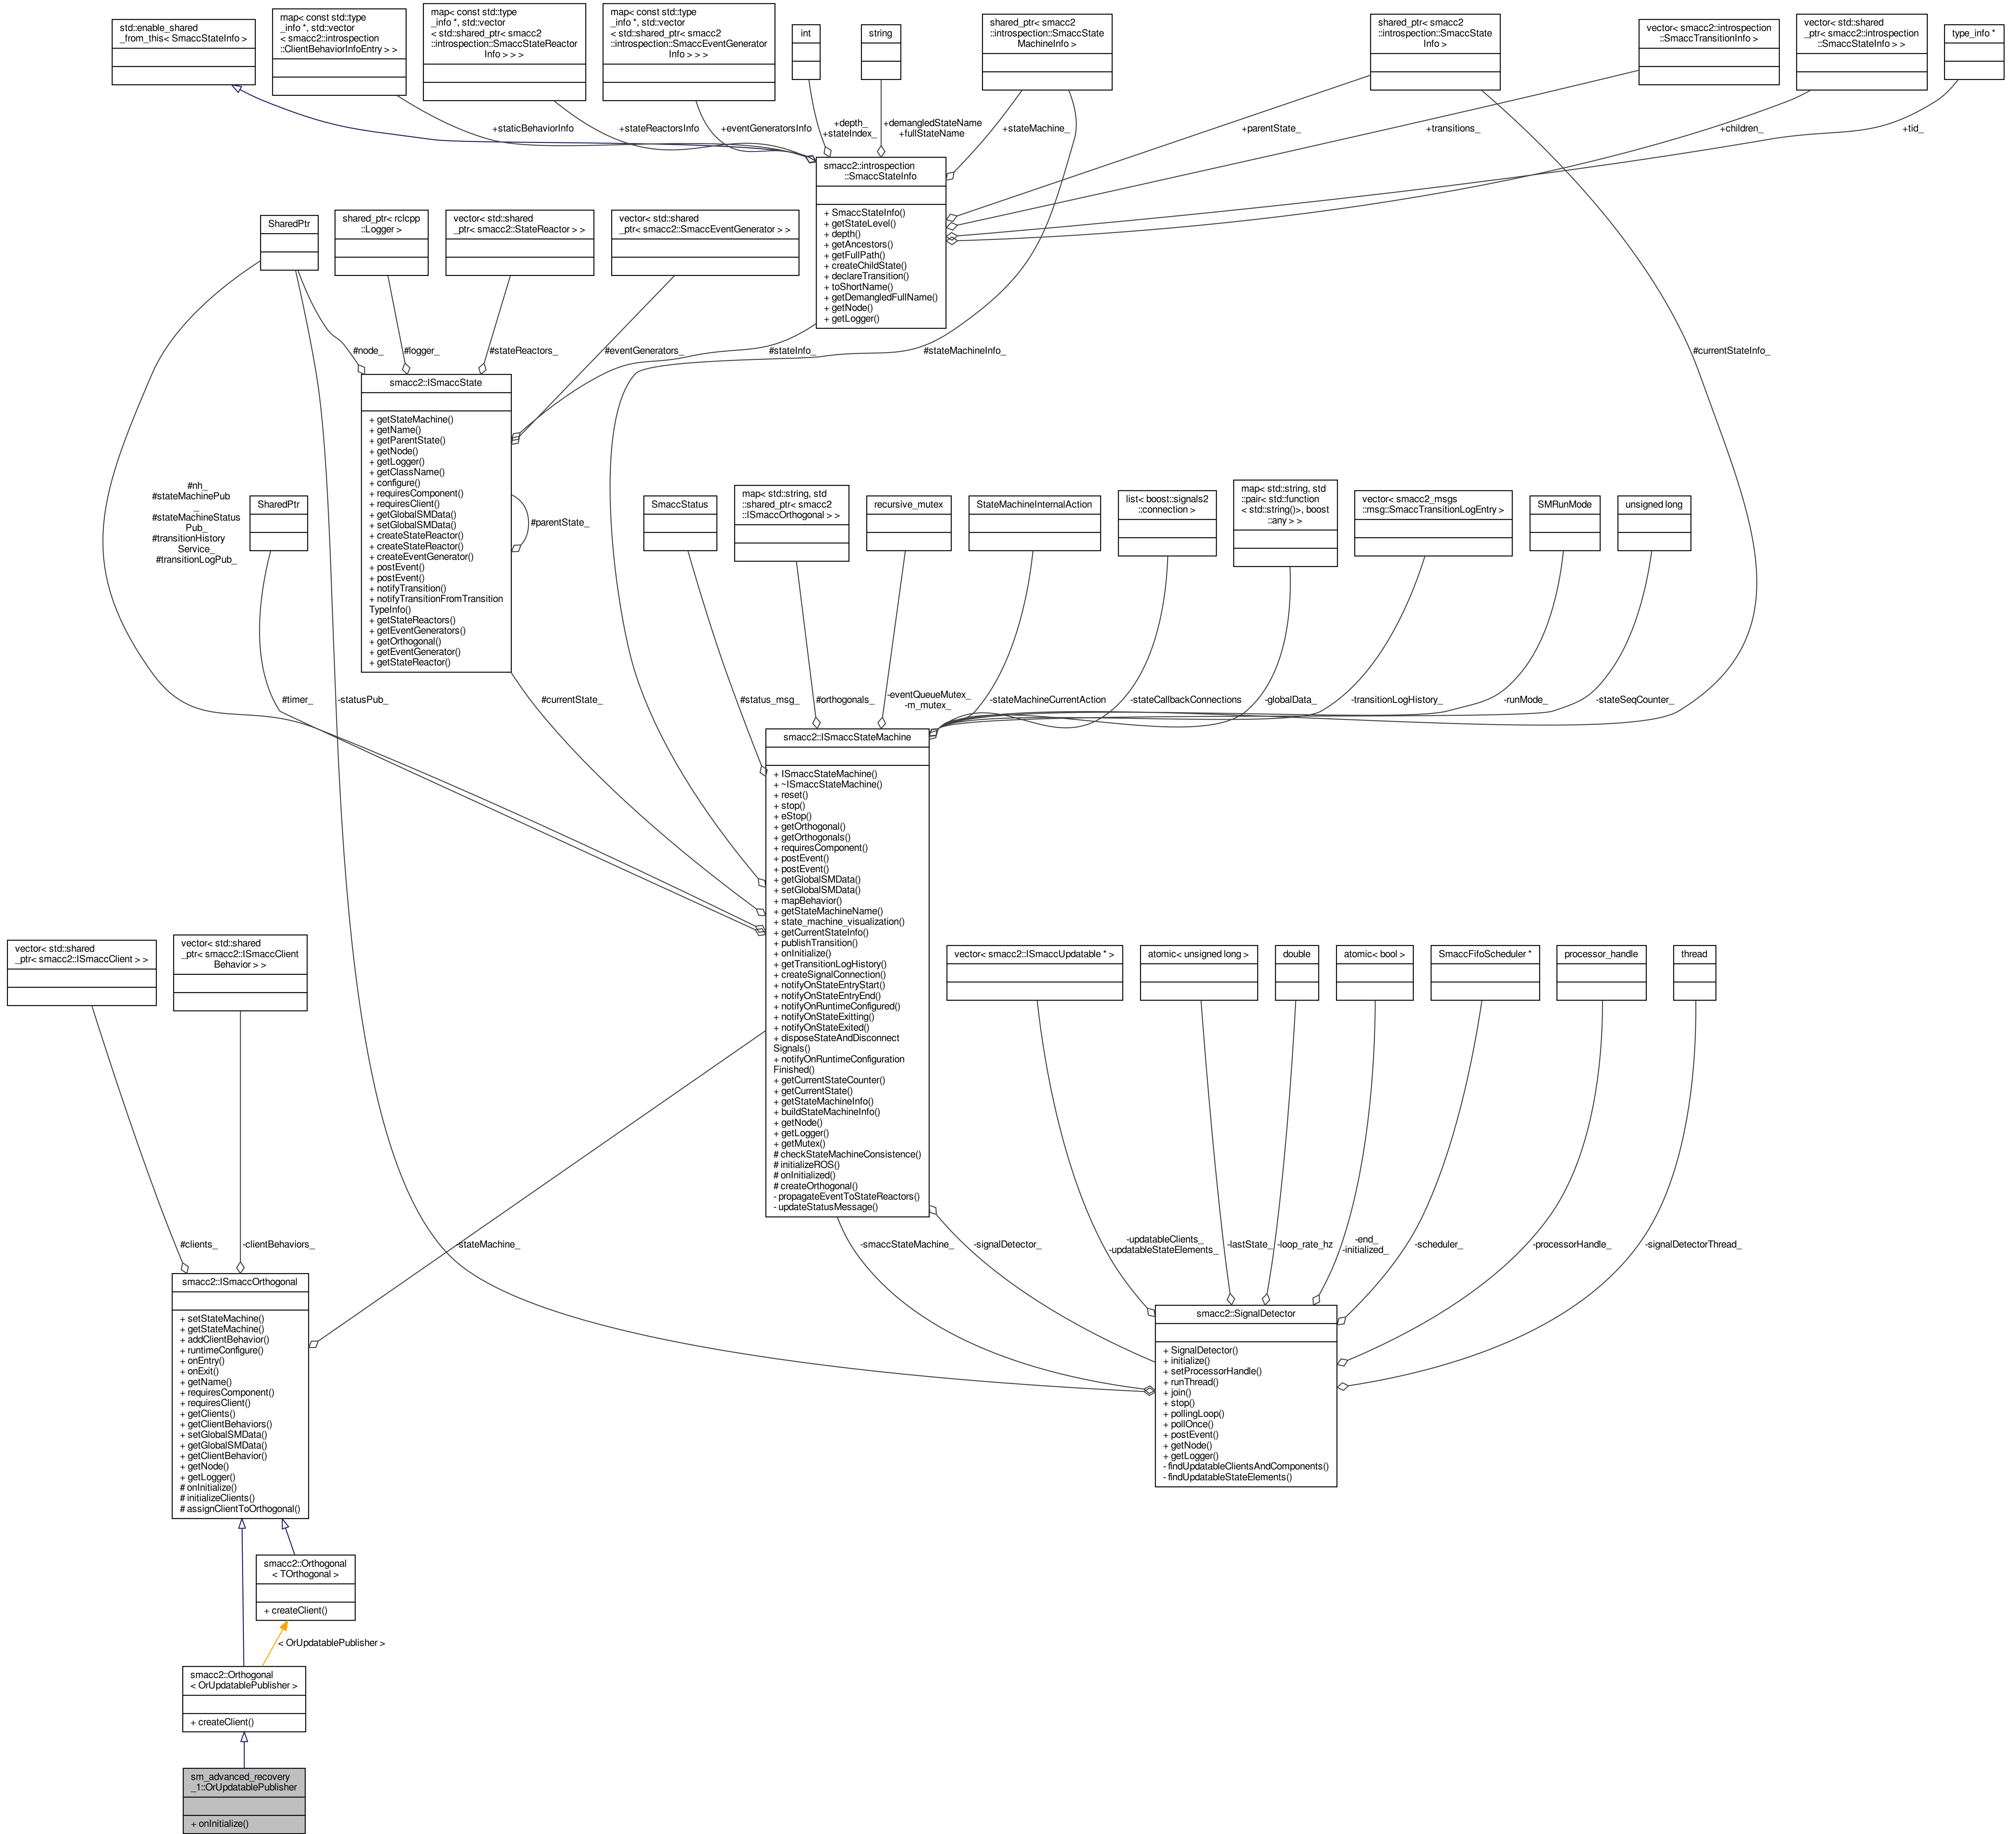 std::enable_shared
_from_this< SmaccStateInfo >
map< const std::type
_info *, std::vector
< smacc2::introspection
::ClientBehaviorInfoEntry > >
map< const std::type
_info *, std::vector
< std::shared_ptr< smacc2
::introspection::SmaccStateReactor
Info > > >
map< const std::type
_info *, std::vector
< std::shared_ptr< smacc2
::introspection::SmaccEventGenerator
Info > > >
int
string
shared_ptr< smacc2
::introspection::SmaccState
MachineInfo >
shared_ptr< smacc2
::introspection::SmaccState
Info >
vector< smacc2::introspection
::SmaccTransitionInfo >
vector< std::shared
_ptr< smacc2::introspection
::SmaccStateInfo > >
type_info *
+staticBehaviorInfo
+stateReactorsInfo
+eventGeneratorsInfo
+depth_
+stateIndex_
+demangledStateName
+fullStateName
+stateMachine_
+parentState_
+transitions_
+children_
+tid_
smacc2::introspection
::SmaccStateInfo
+ SmaccStateInfo()
+ getStateLevel()
+ depth()
+ getAncestors()
+ getFullPath()
+ createChildState()
+ declareTransition()
+ toShortName()
+ getDemangledFullName()
+ getNode()
+ getLogger()
SharedPtr
shared_ptr< rclcpp
::Logger >
vector< std::shared
_ptr< smacc2::StateReactor > >
vector< std::shared
_ptr< smacc2::SmaccEventGenerator > >
#node_
#logger_
#stateReactors_
#eventGenerators_
#stateInfo_
#stateMachineInfo_
#currentStateInfo_
smacc2::ISmaccState
+ getStateMachine()
+ getName()
+ getParentState()
+ getNode()
+ getLogger()
+ getClassName()
+ configure()
+ requiresComponent()
+ requiresClient()
+ getGlobalSMData()
+ setGlobalSMData()
+ createStateReactor()
+ createStateReactor()
+ createEventGenerator()
+ postEvent()
+ postEvent()
+ notifyTransition()
+ notifyTransitionFromTransition
TypeInfo()
+ getStateReactors()
+ getEventGenerators()
+ getOrthogonal()
+ getEventGenerator()
+ getStateReactor()
#parentState_
#nh_
#stateMachinePub
_
#stateMachineStatus
Pub_
#transitionHistory
Service_
#transitionLogPub_
SharedPtr
SmaccStatus
map< std::string, std
::shared_ptr< smacc2
::ISmaccOrthogonal > >
recursive_mutex
StateMachineInternalAction
list< boost::signals2
::connection >
map< std::string, std
::pair< std::function
< std::string()>, boost
::any > >
vector< smacc2_msgs
::msg::SmaccTransitionLogEntry >
SMRunMode
unsigned long
#timer_
-statusPub_
#currentState_
#status_msg_
#orthogonals_
-eventQueueMutex_
-m_mutex_
-stateMachineCurrentAction
-stateCallbackConnections
-globalData_
-transitionLogHistory_
-runMode_
-stateSeqCounter_
smacc2::ISmaccStateMachine
+ ISmaccStateMachine()
+ ~ISmaccStateMachine()
+ reset()
+ stop()
+ eStop()
+ getOrthogonal()
+ getOrthogonals()
+ requiresComponent()
+ postEvent()
+ postEvent()
+ getGlobalSMData()
+ setGlobalSMData()
+ mapBehavior()
+ getStateMachineName()
+ state_machine_visualization()
+ getCurrentStateInfo()
+ publishTransition()
+ onInitialize()
+ getTransitionLogHistory()
+ createSignalConnection()
+ notifyOnStateEntryStart()
+ notifyOnStateEntryEnd()
+ notifyOnRuntimeConfigured()
+ notifyOnStateExitting()
+ notifyOnStateExited()
+ disposeStateAndDisconnect
Signals()
+ notifyOnRuntimeConfiguration
Finished()
+ getCurrentStateCounter()
+ getCurrentState()
+ getStateMachineInfo()
+ buildStateMachineInfo()
+ getNode()
+ getLogger()
+ getMutex()
# checkStateMachineConsistence()
# initializeROS()
# onInitialized()
# createOrthogonal()
- propagateEventToStateReactors()
- updateStatusMessage()
vector< std::shared
_ptr< smacc2::ISmaccClient > >
vector< std::shared
_ptr< smacc2::ISmaccClient
Behavior > >
vector< smacc2::ISmaccUpdatable * >
atomic< unsigned long >
double
atomic< bool >
SmaccFifoScheduler *
processor_handle
thread
#clients_
-clientBehaviors_
-stateMachine_
-smaccStateMachine_
-signalDetector_
-updatableClients_
-updatableStateElements_
-lastState_
-loop_rate_hz
-end_
-initialized_
-scheduler_
-processorHandle_
-signalDetectorThread_
smacc2::ISmaccOrthogonal
+ setStateMachine()
+ getStateMachine()
+ addClientBehavior()
+ runtimeConfigure()
+ onEntry()
+ onExit()
+ getName()
+ requiresComponent()
+ requiresClient()
+ getClients()
+ getClientBehaviors()
+ setGlobalSMData()
+ getGlobalSMData()
+ getClientBehavior()
+ getNode()
+ getLogger()
# onInitialize()
# initializeClients()
# assignClientToOrthogonal()
smacc2::SignalDetector
+ SignalDetector()
+ initialize()
+ setProcessorHandle()
+ runThread()
+ join()
+ stop()
+ pollingLoop()
+ pollOnce()
+ postEvent()
+ getNode()
+ getLogger()
- findUpdatableClientsAndComponents()
- findUpdatableStateElements()
smacc2::Orthogonal
< TOrthogonal >
+ createClient()
< OrUpdatablePublisher >
smacc2::Orthogonal
< OrUpdatablePublisher >
+ createClient()
sm_advanced_recovery
_1::OrUpdatablePublisher
+ onInitialize()